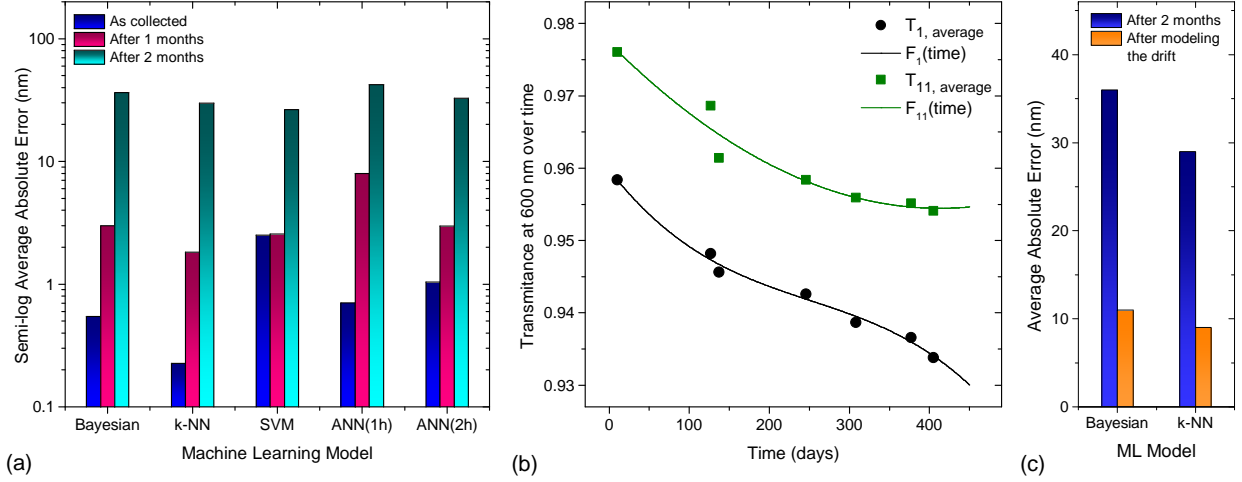 As collected
After 1 months
After 2 months
Semi-log Average Absolute Error (nm)
100
10
1
0.1
Bayesian
k-NN
SVM
ANN(1h)
ANN(2h)
Machine Learning Model
(a)
T1, average
F1(time)
T11, average
F11(time)
Transmitance at 600 nm over time
0.98
0.97
0.96
0.95
0.94
0.93
0
100
200
300
400
500
Time (days)
(b)
After 2 months
After modeling
the drift
Average Absolute Error (nm)
40
30
20
10
0
Bayesian
k-NN
ML Model
(c)